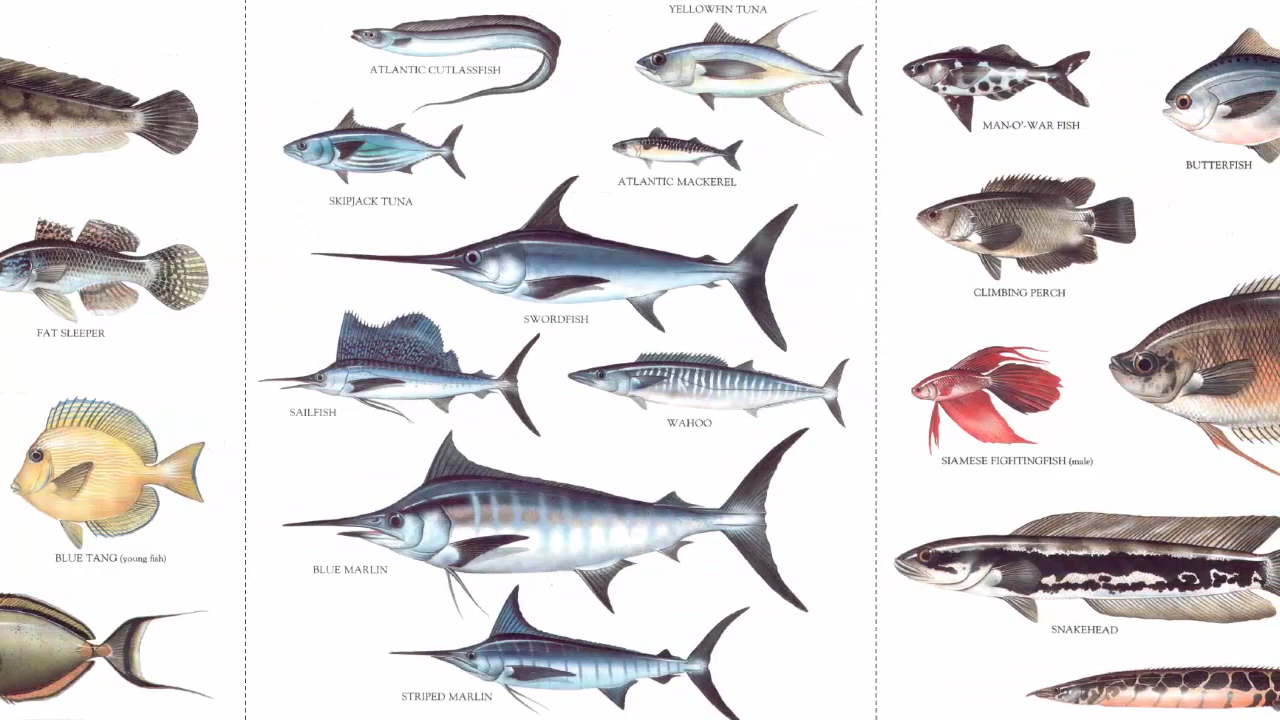 YELLOWFIN TUNA
ATLANTIC CUTLASSFISH
MAN-O'-WAR FISH
BUTTERFISH
ATLANTIC MACKEREL
SKIPJACK TUNA
CLIMBING PERCH
SWORDFISH
FAT SLEEPER
SAILFISH
WAHOO
SIAMESE FIGHTINGFISH (male)
BLUE TANG (young fish)
BLUE MARLIN
SNAKEHEAD
STRIPED MARLIN